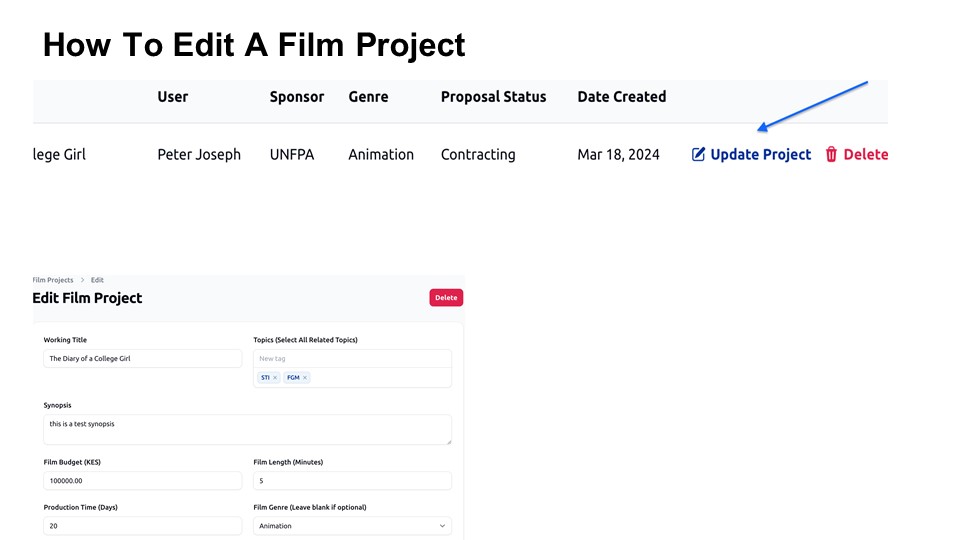 How To Edit A Film Project
User Sponsor Genre Proposal Status Date Created
lege Girl Peter Joseph UNFPA Animation Contracting Mar 18, 2024 Update Project Delete
Film Projects > Edit
Edit Film Project Delete
Working Title Topics (Select All Related Topics)
The Diary of a College Girl New tag
STI × FGM ×
Synopsis
this is a test synopsis
Film Budget (KES) Film Length (Minutes)
100000.00 5
Production Time (Days) Film Genre (Leave blank if optional)
20 Animation